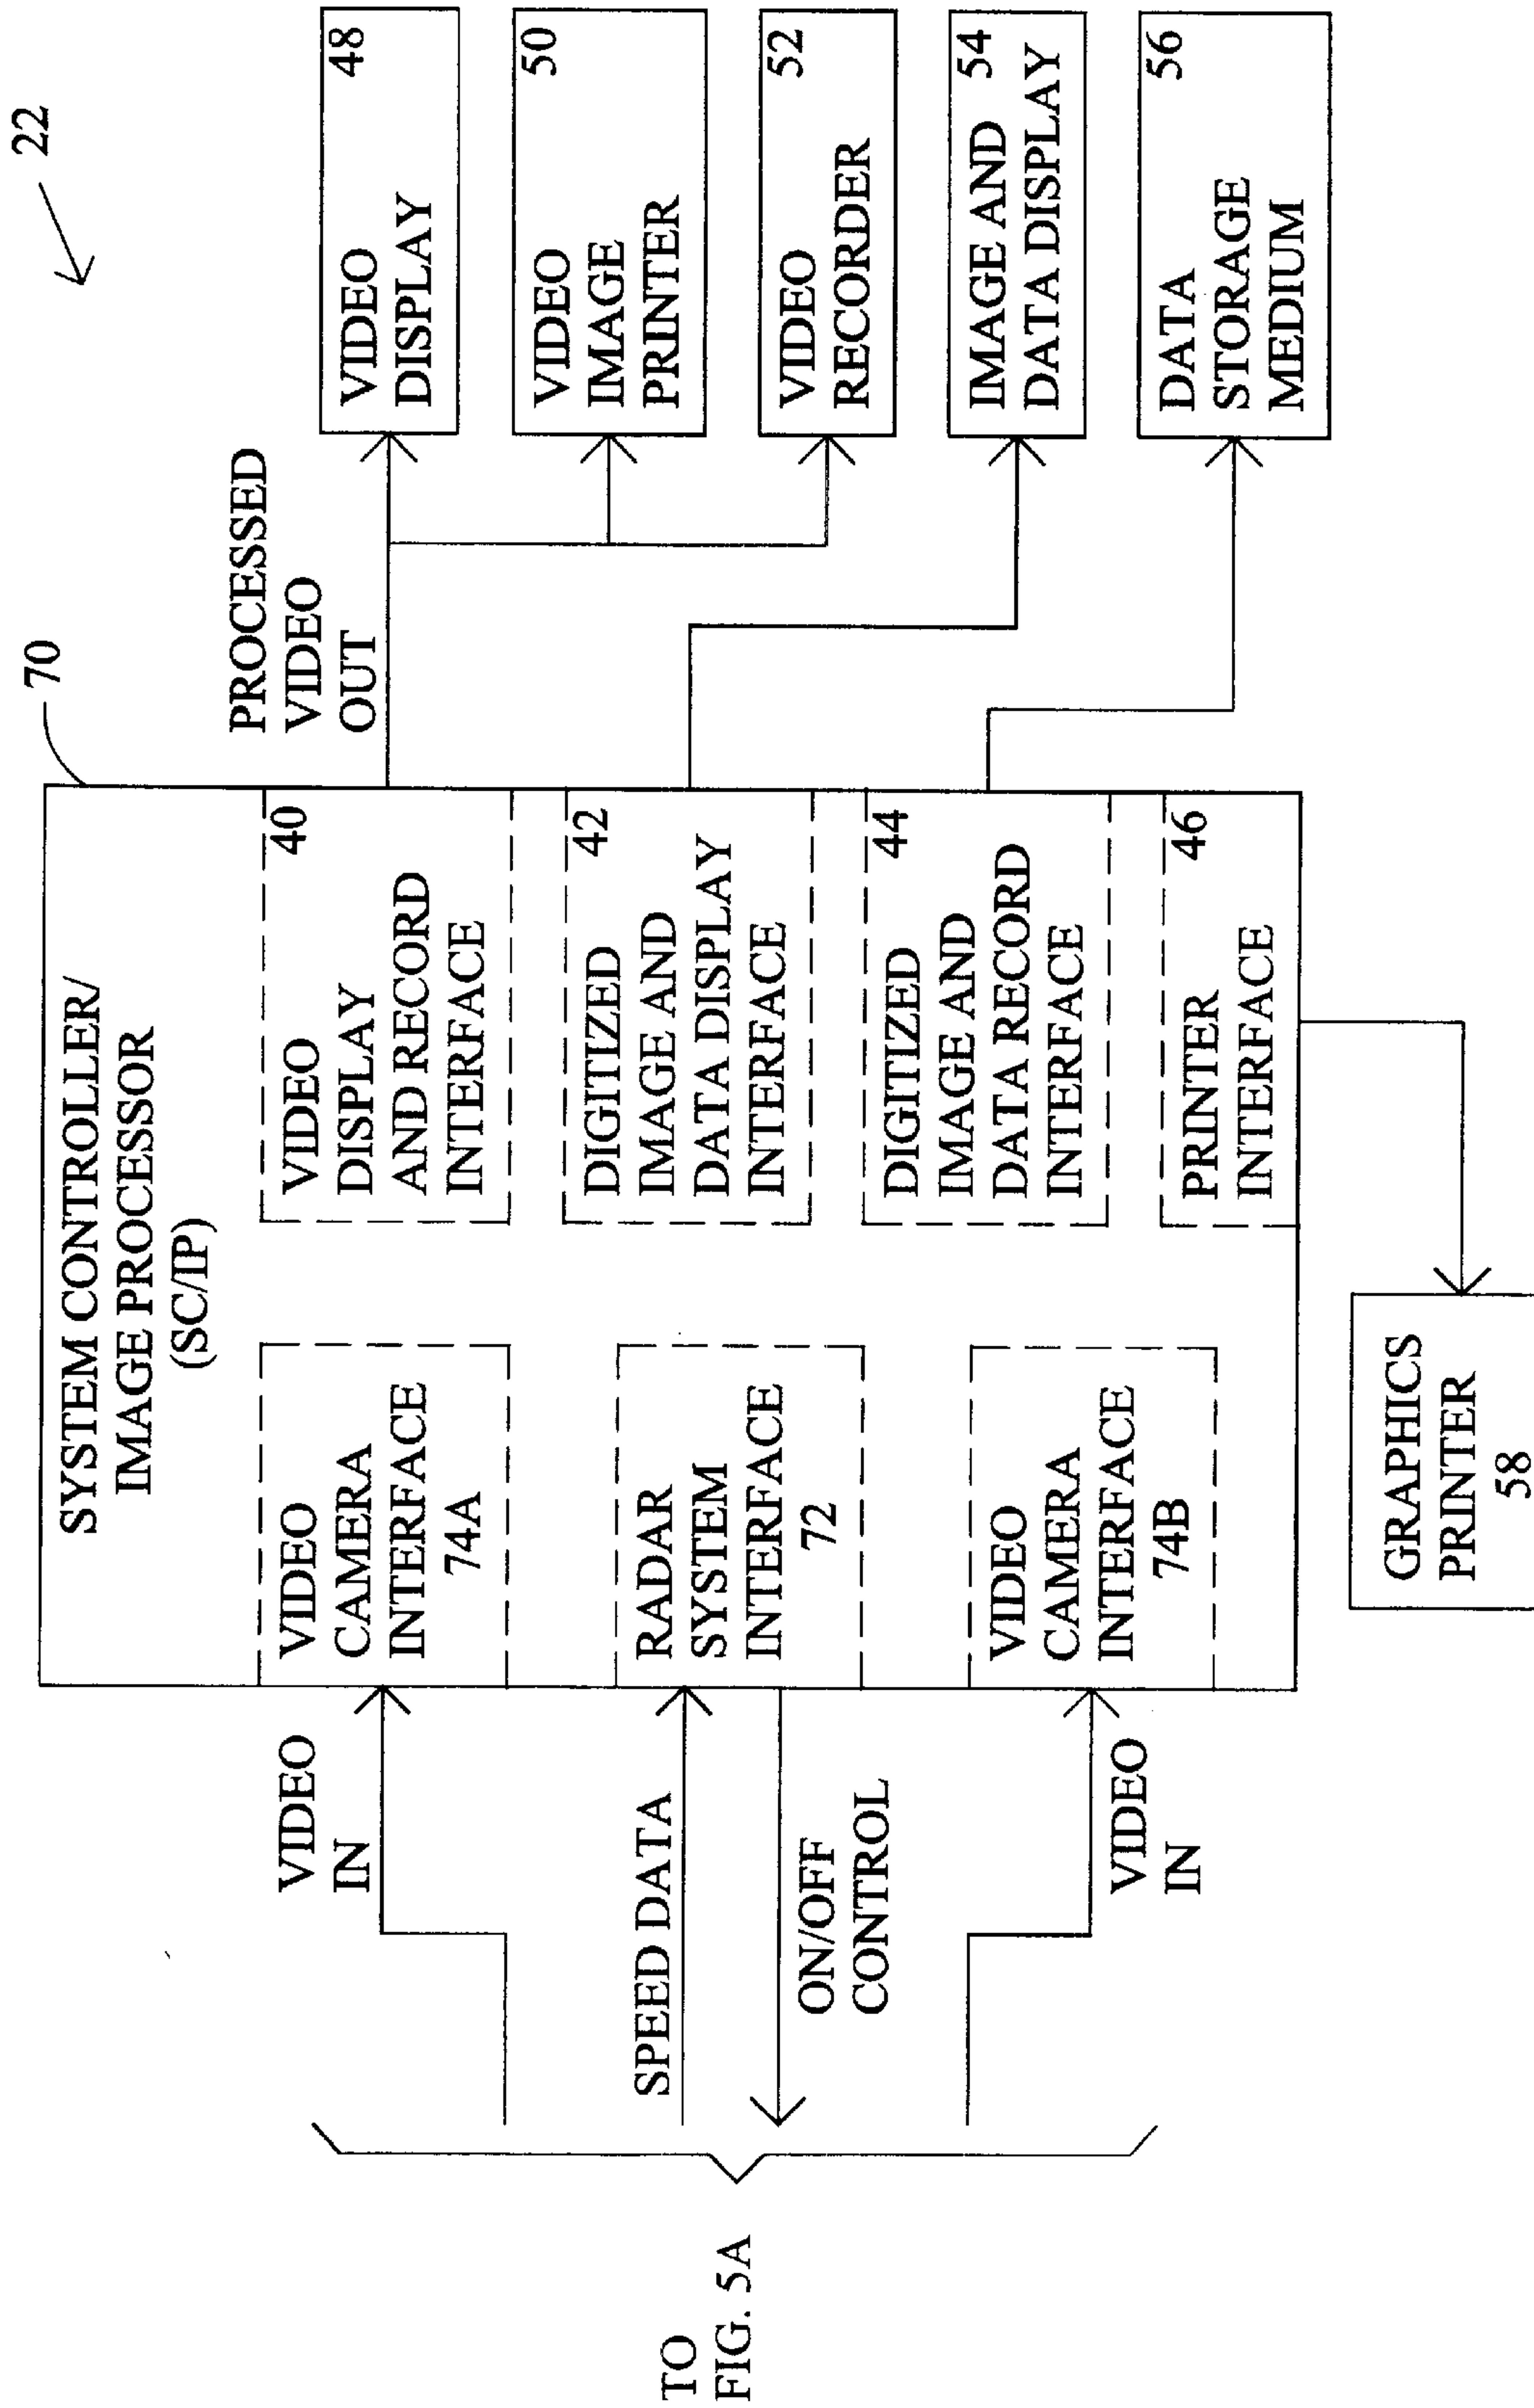 22
70
SYSTEM CONTROLLER/
IMAGE PROCESSOR
(SC/IP)
VIDEO
CAMERA
INTERFACE
74A
RADAR
SYSTEM
INTERFACE
72
VIDEO
CAMERA
INTERFACE
74B
40
VIDEO
DISPLAY
AND RECORD
INTERFACE
42
DIGITIZED
IMAGE AND
DATA DISPLAY
INTERFACE
44
DIGITIZED
IMAGE AND
DATA RECORD
INTERFACE
46
PRINTER
INTERFACE
VIDEO
IN
SPEED DATA
ON/OFF
CONTROL
VIDEO
IN
TO
FIG. 5A
PROCESSED
VIDEO
OUT
VIDEO 48
DISPLAY
VIDEO 50
IMAGE
PRINTER
VIDEO 52
RECORDER
IMAGE AND 54
DATA DISPLAY
DATA 56
STORAGE
MEDIUM
GRAPHICS
PRINTER
58